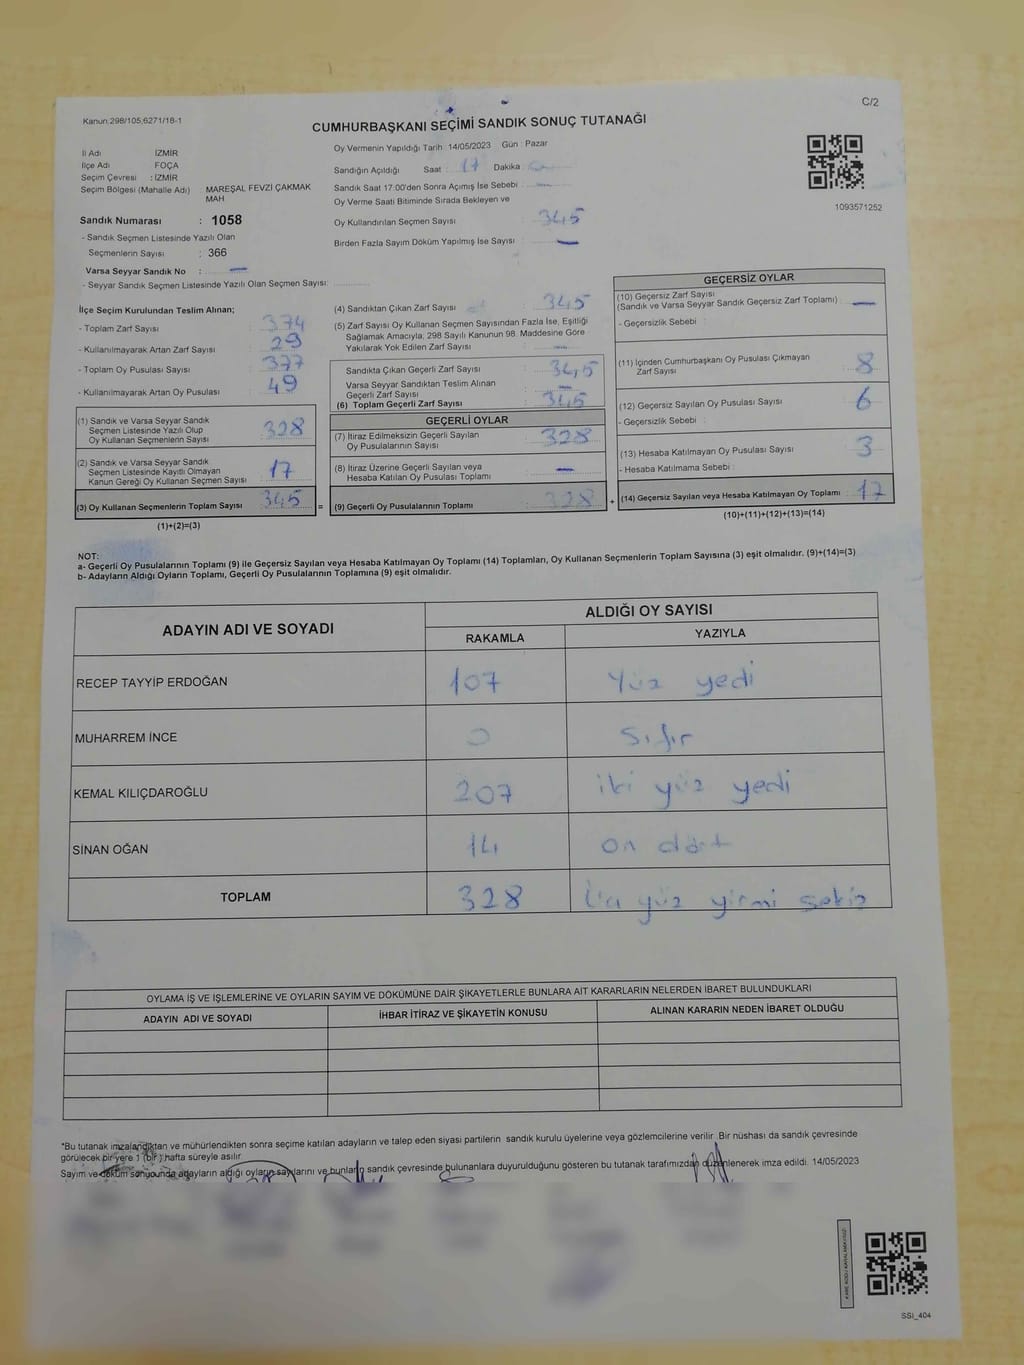 C/2
Kanun.298/105,6271/18-1
CUMHURBAŞKANI SEÇİMİ SANDIK SONUÇ TUTANAĞI
1093571252
İl Adı İZMİR
İlçe Adı FOÇA
Seçim Çevresi : İZMİR
Seçim Bölgesi (Mahalle Adı) MAREŞAL FEVZİ ÇAKMAK
MAH
Sandık Numarası : 1058
- Sandık Seçmen Listesinde Yazılı Olan
Seçmenlerin Sayısı : 366
Varsa Seyyar Sandık No : —
- Seyyar Sandık Seçmen Listesinde Yazılı Olan Seçmen Sayısı:
Oy Vermenin Yapıldığı Tarih 14/05/2023 Gün : Pazar
Sandığın Açıldığı Saat : 17 Dakika :
Sandık Saat 17:00'den Sonra Açımış İse Sebebi : —
Oy Verme Saati Bitiminde Sırada Bekleyen ve
Oy Kullandırılan Seçmen Sayısı : 345
Birden Fazla Sayım Döküm Yapılmış İse Sayısı : —
İlçe Seçim Kurulundan Teslim Alınan;
- Toplam Zarf Sayısı : 374
- Kullanılmayarak Artan Zarf Sayısı : 29
- Toplam Oy Pusulası Sayısı : 377
- Kullanılmayarak Artan Oy Pusulası : 49
(1) Sandık ve Varsa Seyyar Sandık
Seçmen Listesinde Yazılı Olup
Oy Kullanan Seçmenlerin Sayısı : 328
(2) Sandık ve Varsa Seyyar Sandık
Seçmen Listesinde Kayıtlı Olmayan
Kanun Gereği Oy Kullanan Seçmen Sayısı : 17
(3) Oy Kullanan Seçmenlerin Toplam Sayısı : 345
(1)+(2)=(3)
=
(4) Sandıktan Çıkan Zarf Sayısı : 345
(5) Zarf Sayısı Oy Kullanan Seçmen Sayısından Fazla İse, Eşitliği
Sağlamak Amacıyla; 298 Sayılı Kanunun 98. Maddesine Göre
Yakılarak Yok Edilen Zarf Sayısı : —
Sandıkta Çıkan Geçerli Zarf Sayısı : 345
Varsa Seyyar Sandıktan Teslim Alınan
Geçerli Zarf Sayısı : —
(6) Toplam Geçerli Zarf Sayısı : 345
GEÇERLİ OYLAR
(7) İtiraz Edilmeksizin Geçerli Sayılan
Oy Pusulalarının Sayısı : 328
(8) İtiraz Üzerine Geçerli Sayılan veya
Hesaba Katılan Oy Pusulası Toplamı : —
(9) Geçerli Oy Pusulalarının Toplamı : 328
+
GEÇERSİZ OYLAR
(10) Geçersiz Zarf Sayısı
(Sandık ve Varsa Seyyar Sandık Geçersiz Zarf Toplamı) : —
- Geçersizlik Sebebi :
(11) İçinden Cumhurbaşkanı Oy Pusulası Çıkmayan
Zarf Sayısı : 8
(12) Geçersiz Sayılan Oy Pusulası Sayısı : 6
- Geçersizlik Sebebi :
(13) Hesaba Katılmayan Oy Pusulası Sayısı : 3
- Hesaba Katılmama Sebebi :
(14) Geçersiz Sayılan veya Hesaba Katılmayan Oy Toplamı : 17
(10)+(11)+(12)+(13)=(14)
NOT:
a- Geçerli Oy Pusulalarının Toplamı (9) ile Geçersiz Sayılan veya Hesaba Katılmayan Oy Toplamı (14) Toplamları, Oy Kullanan Seçmenlerin Toplam Sayısına (3) eşit olmalıdır. (9)+(14)=(3)
b- Adayların Aldığı Oyların Toplamı, Geçerli Oy Pusulalarının Toplamına (9) eşit olmalıdır.
ADAYIN ADI VE SOYADI ALDIĞI OY SAYISI
RAKAMLA YAZIYLA
RECEP TAYYİP ERDOĞAN 107 Yüz yedi
MUHARREM İNCE 0 Sıfır
KEMAL KILIÇDAROĞLU 207 iki yüz yedi
SİNAN OĞAN 14 on dört
TOPLAM 328 Üç yüz yirmi sekiz
OYLAMA İŞ VE İŞLEMLERİNE VE OYLARIN SAYIM VE DÖKÜMÜNE DAİR ŞİKAYETLERLE BUNLARA AİT KARARLARIN NELERDEN İBARET BULUNDUKLARI
ADAYIN ADI VE SOYADI İHBAR İTİRAZ VE ŞİKAYETİN KONUSU ALINAN KARARIN NEDEN İBARET OLDUĞU
*Bu tutanak imzalandıktan ve mühürlendikten sonra seçime katılan adayların ve talep eden siyasi partilerin sandık kurulu üyelerine veya gözlemcilerine verilir. Bir nüshası da sandık çevresinde
görülecek bir yere 1 (bir) hafta süreyle asılır.
Sayım ve döküm sonucunda adayların aldığı oyların sayılarını ve bunların sandık çevresinde bulunanlara duyurulduğunu gösteren bu tutanak tarafımızdan düzenlenerek imza edildi. 14/05/2023
SSI_404